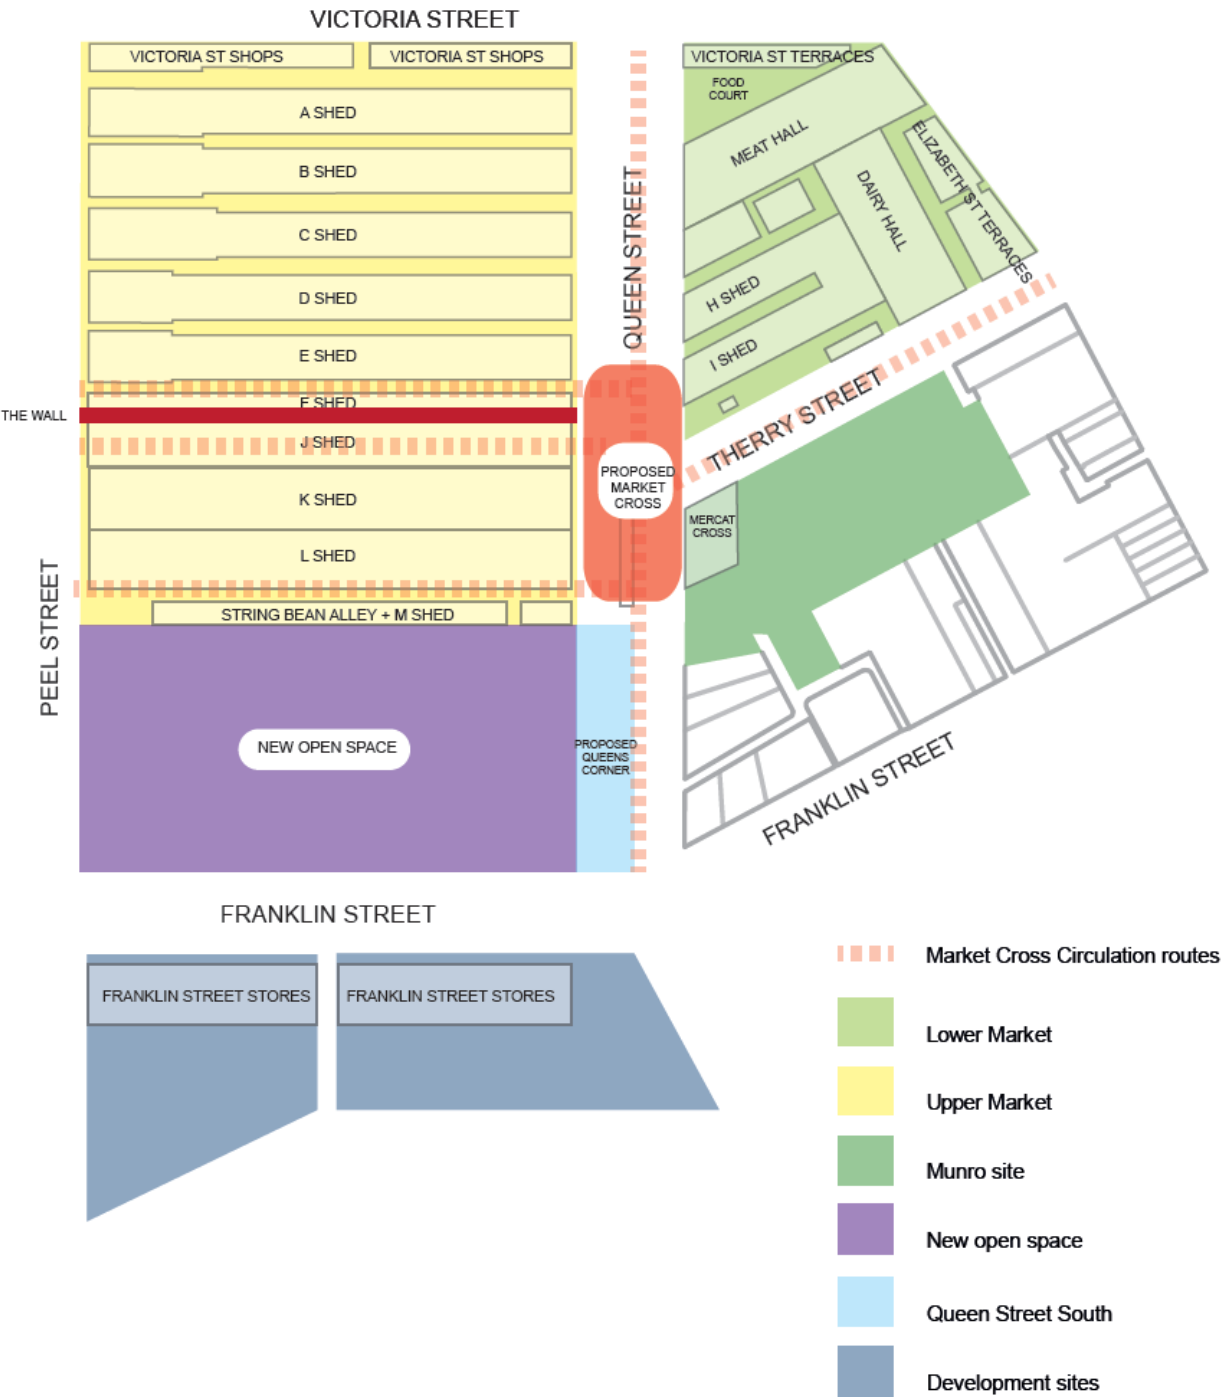 VICTORIA STREET
VICTORIA ST SHOPS
VICTORIA ST SHOPS
A SHED
B SHED
C SHED
D SHED
E SHED
F SHED
THE WALL
J SHED
K SHED
L SHED
STRING BEAN ALLEY + M SHED
PEEL STREET
QUEEN STREET
VICTORIA ST TERRACES
FOOD
COURT
MEAT HALL
DAIRY HALL
ELIZABETH ST TERRACES
H SHED
I SHED
THERRY STREET
PROPOSED
MARKET
CROSS
MERCAT
CROSS
NEW OPEN SPACE
PROPOSED
QUEENS
CORNER
FRANKLIN STREET
FRANKLIN STREET
FRANKLIN STREET STORES
FRANKLIN STREET STORES
Market Cross Circulation routes
Lower Market
Upper Market
Munro site
New open space
Queen Street South
Development sites